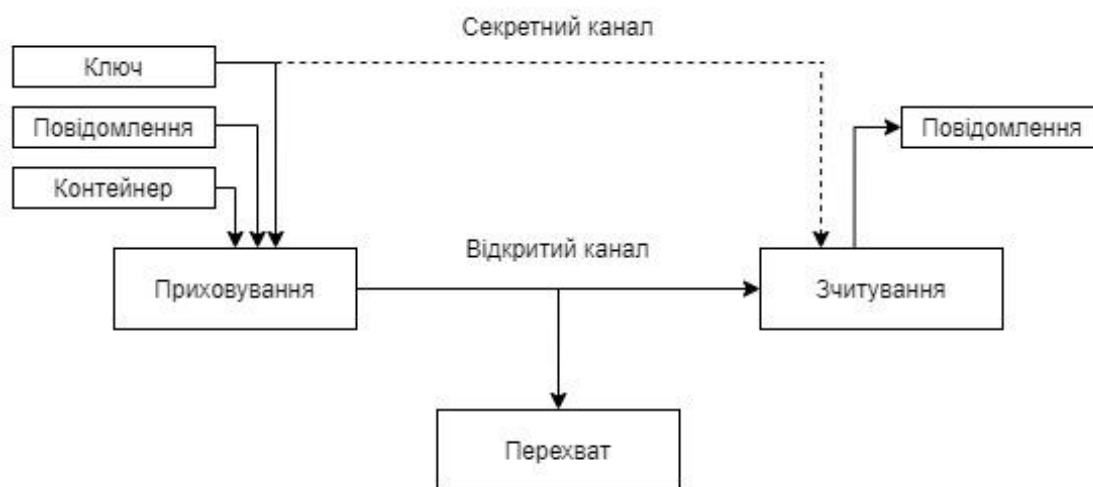 Секретний канал
Ключ
Повідомлення
Повідомлення
Контейнер
Відкритий канал
Приховування
Зчитування
Перехват